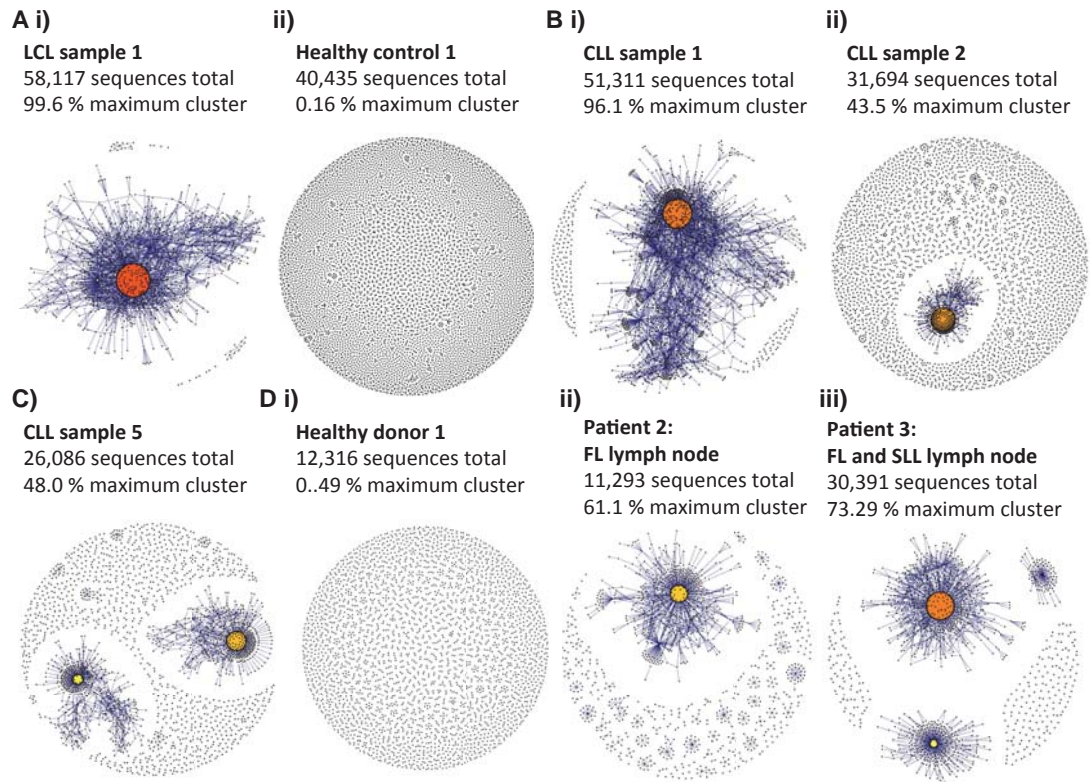 A i)
LCL sample 1
58,117 sequences total
99.6 % maximum cluster
ii)
Healthy control 1
40,435 sequences total
0.16 % maximum cluster
B i)
CLL sample 1
51,311 sequences total
96.1 % maximum cluster
ii)
CLL sample 2
31,694 sequences total
43.5 % maximum cluster
C)
CLL sample 5
26,086 sequences total
48.0 % maximum cluster
D i)
Healthy donor 1
12,316 sequences total
0..49 % maximum cluster
ii)
Patient 2:
FL lymph node
11,293 sequences total
61.1 % maximum cluster
iii)
Patient 3:
FL and SLL lymph node
30,391 sequences total
73.29 % maximum cluster